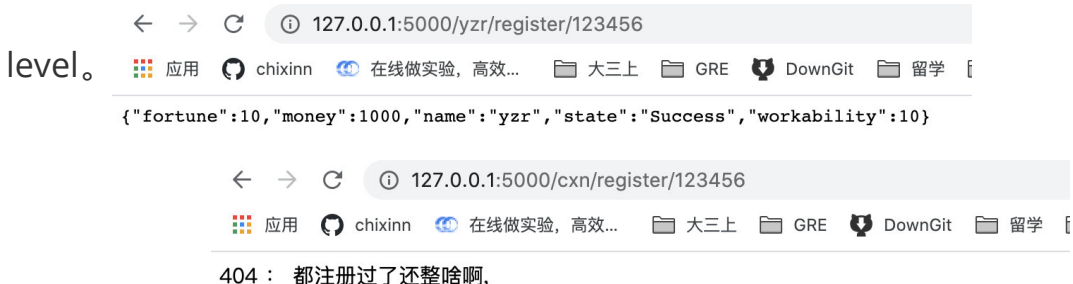 127.0.0.1:5000/yzr/register/123456
level。
应用 chixinn 在线做实验，高效... 大三上 GRE DownGit 留学
{"fortune":10,"money":1000,"name":"yzr","state":"Success","workability":10}
127.0.0.1:5000/cxn/register/123456
应用 chixinn 在线做实验，高效... 大三上 GRE DownGit 留学
404： 都注册过了还整啥啊,